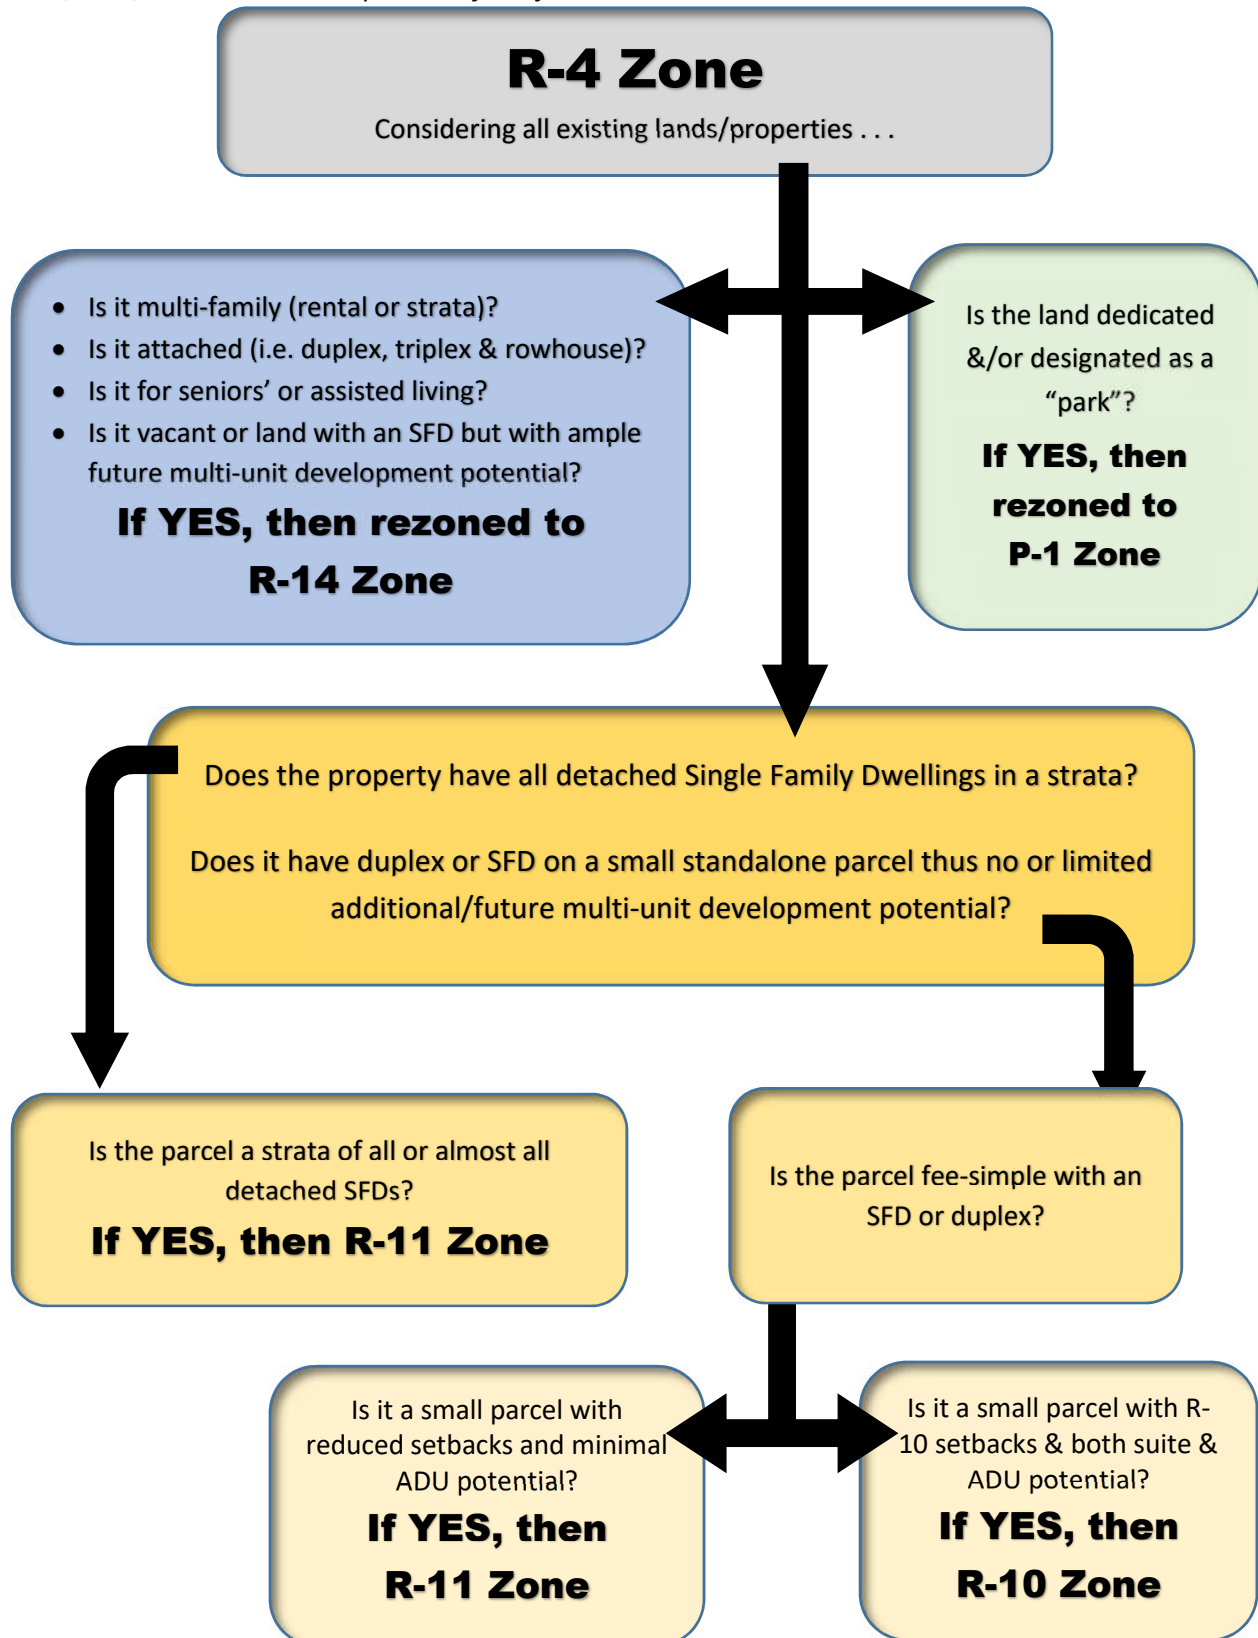 R-4 Zone
Considering all existing lands/properties . . .
• Is it multi-family (rental or strata)?
• Is it attached (i.e. duplex, triplex & rowhouse)?
• Is it for seniors’ or assisted living?
• Is it vacant or land with an SFD but with ample
future multi-unit development potential?
If YES, then rezoned to
R-14 Zone
Is the land dedicated
&/or designated as a
“park”?
If YES, then
rezoned to
P-1 Zone
Does the property have all detached Single Family Dwellings in a strata?
Does it have duplex or SFD on a small standalone parcel thus no or limited
additional/future multi-unit development potential?
Is the parcel a strata of all or almost all
detached SFDs?
If YES, then R-11 Zone
Is the parcel fee-simple with an
SFD or duplex?
Is it a small parcel with
reduced setbacks and minimal
ADU potential?
If YES, then
R-11 Zone
Is it a small parcel with R-
10 setbacks & both suite &
ADU potential?
If YES, then
R-10 Zone